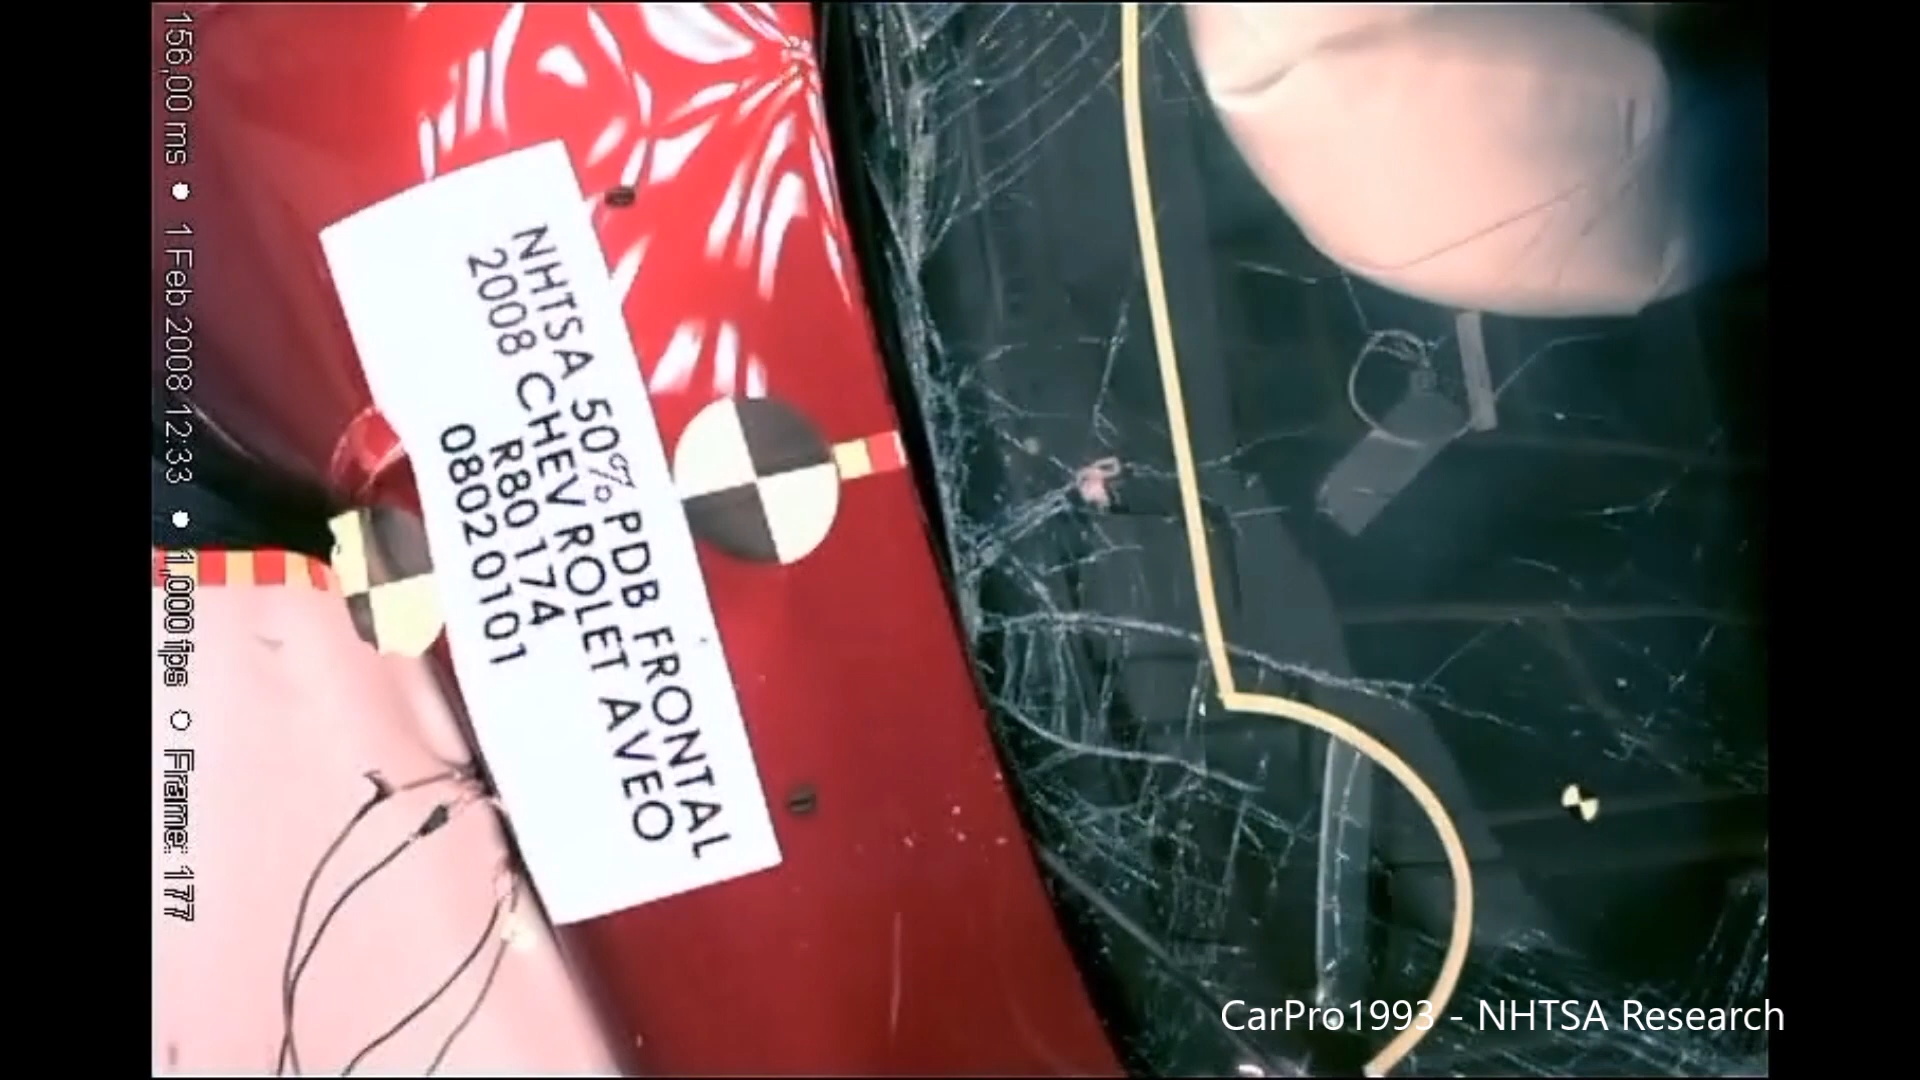 156,00 ms ● 1 Feb 2008 12:33 ● 1,000 fps ○ Frame: 177
NHTSA 50% PDB FRONTAL
2008 CHEVROLET AVEO
R80174
08020101
CarPro1993 - NHTSA Research